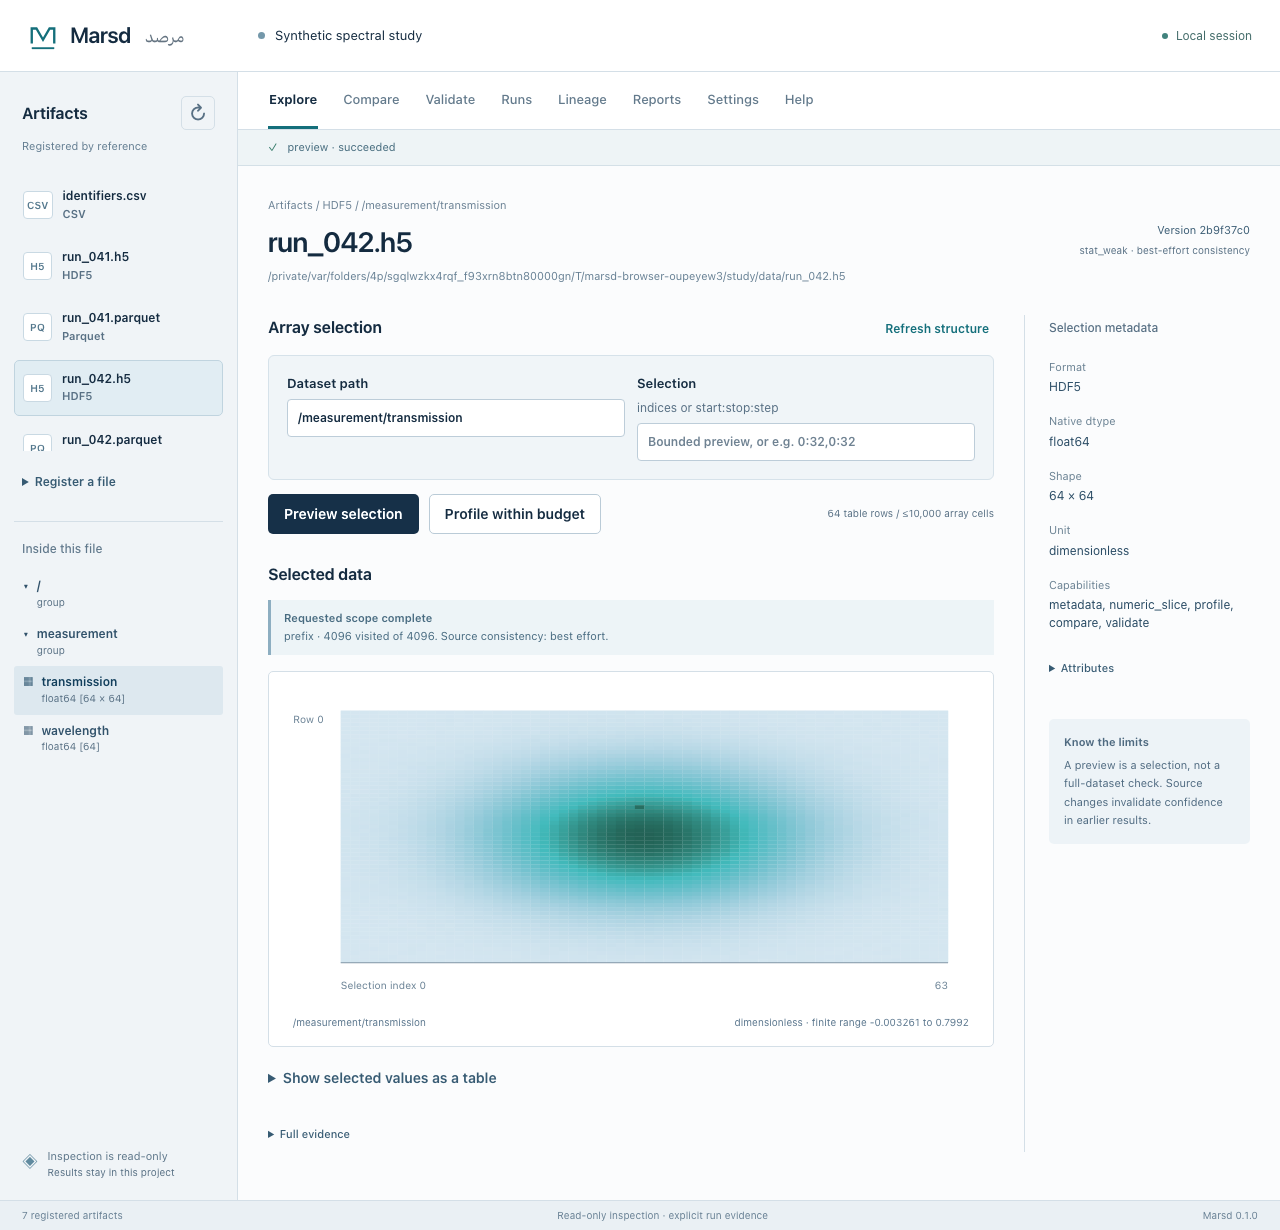 Marsd مرصد
Synthetic spectral study
Local session
Artifacts
Registered by reference
CSV
identifiers.csv
CSV
H5
run_041.h5
HDF5
PQ
run_041.parquet
Parquet
H5
run_042.h5
HDF5
PQ
run_042.parquet
Register a file
Inside this file
/
group
measurement
group
transmission
float64 [64 × 64]
wavelength
float64 [64]
Inspection is read-only
Results stay in this project
Explore Compare Validate Runs Lineage Reports Settings Help
✓ preview · succeeded
Artifacts / HDF5 / /measurement/transmission
run_042.h5
/private/var/folders/4p/sgqlwzkx4rqf_f93xrn8btn80000gn/T/marsd-browser-oupeyew3/study/data/run_042.h5
Version 2b9f37c0
stat_weak · best-effort consistency
Array selection
Refresh structure
Dataset path
/measurement/transmission
Selection
indices or start:stop:step
Bounded preview, or e.g. 0:32,0:32
Preview selection
Profile within budget
64 table rows / ≤10,000 array cells
Selected data
Requested scope complete
prefix · 4096 visited of 4096. Source consistency: best effort.
Row 0
Selection index 0
63
/measurement/transmission
dimensionless · finite range -0.003261 to 0.7992
Show selected values as a table
Full evidence
Selection metadata
Format
HDF5
Native dtype
float64
Shape
64 × 64
Unit
dimensionless
Capabilities
metadata, numeric_slice, profile,
compare, validate
Attributes
Know the limits
A preview is a selection, not a
full-dataset check. Source
changes invalidate confidence
in earlier results.
7 registered artifacts
Read-only inspection · explicit run evidence
Marsd 0.1.0